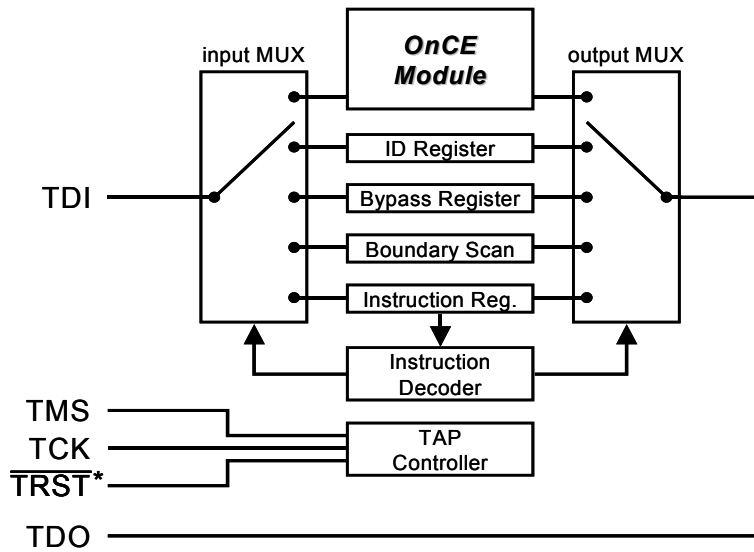 input MUX
OnCE
Module
output MUX
ID Register
TDI
Bypass Register
Boundary Scan
Instruction Reg.
Instruction
Decoder
TMS
TCK
TRST*
TAP
Controller
TDO